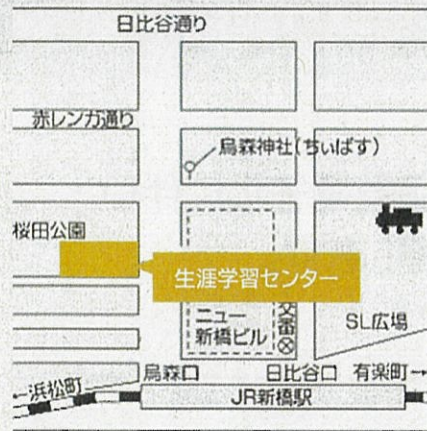 日比谷通り
赤レンガ通り
烏森神社(ちぃばす)
桜田公園
生涯学習センター
ニュー
新橋ビル
交番
SL広場
烏森口
日比谷口
有楽町→
←浜松町
JR新橋駅